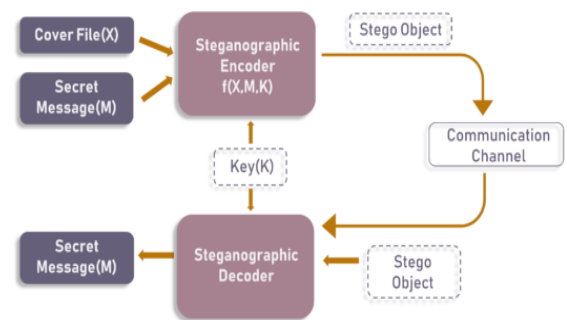 Cover File(X)
Secret
Message(M)
Steganographic
Encoder
f(X,M,K)
Stego Object
Communication
Channel
Key(K)
Steganographic
Decoder
Secret
Message(M)
Stego
Object